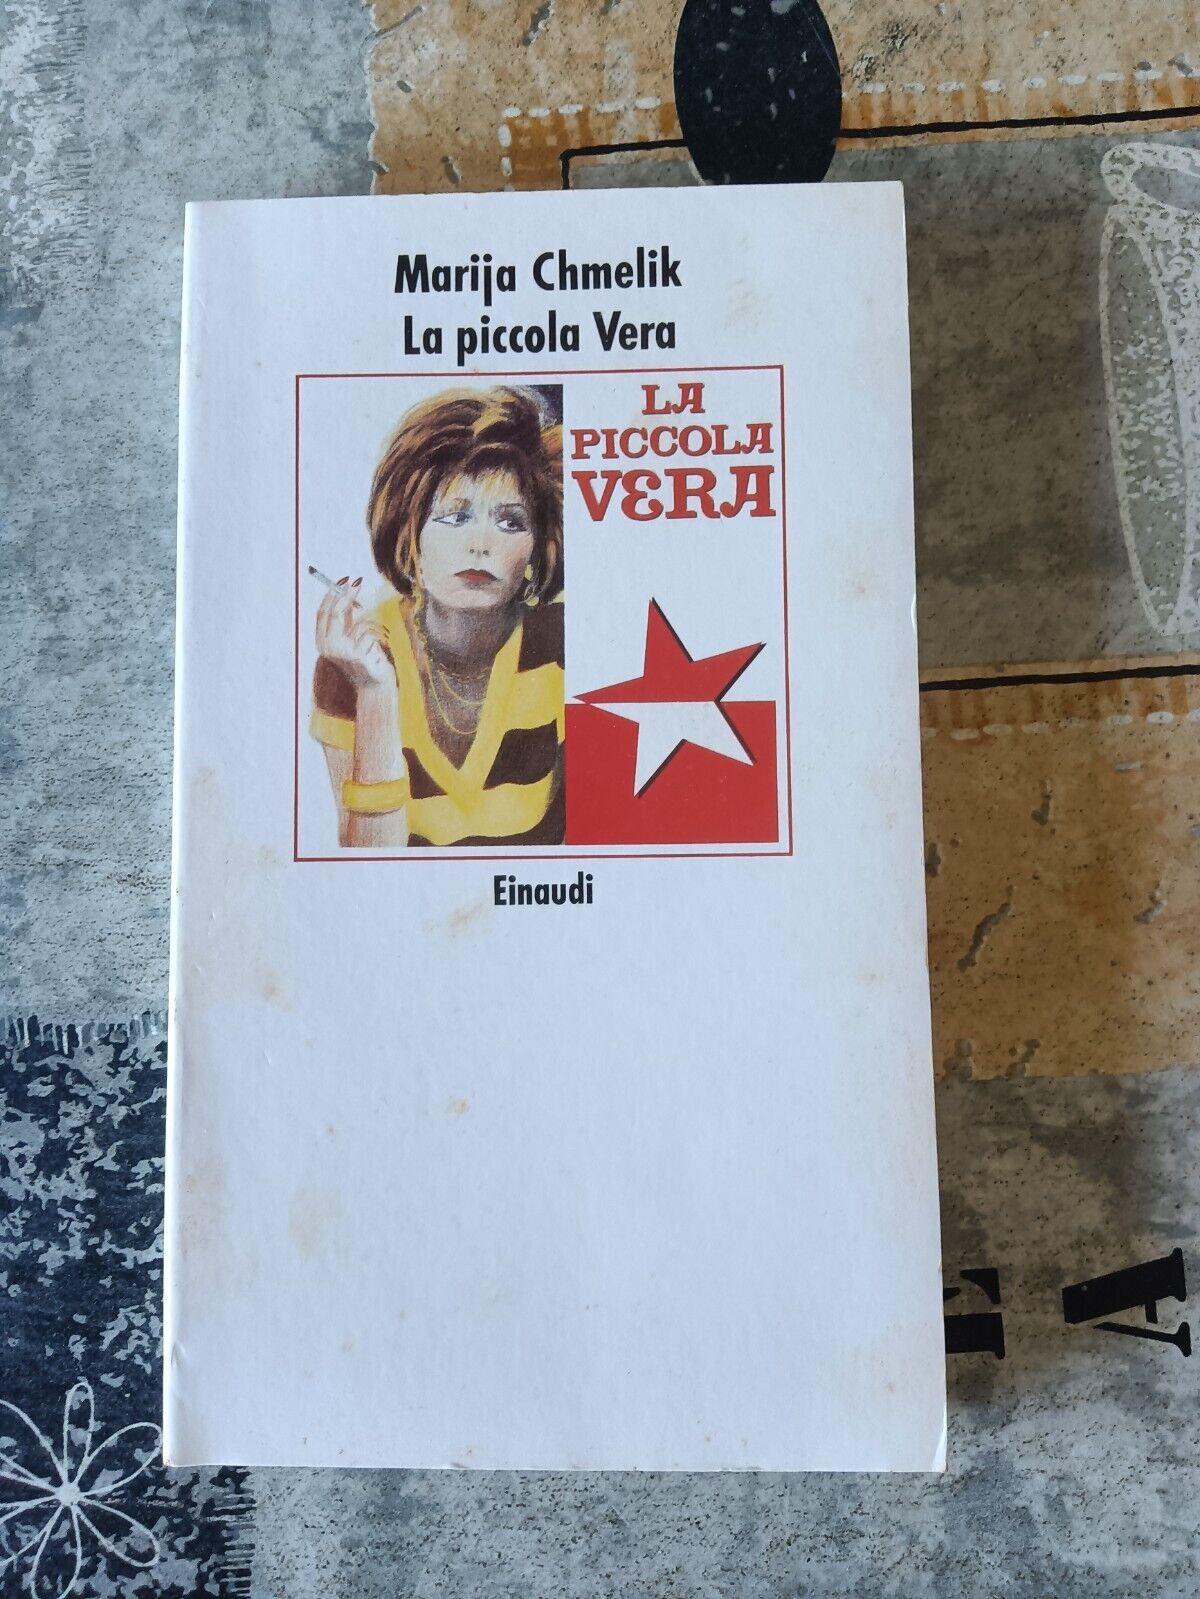 Marija Chmelik
La piccola Vera
LA
PICCOLA
VERA
Einaudi
E
A